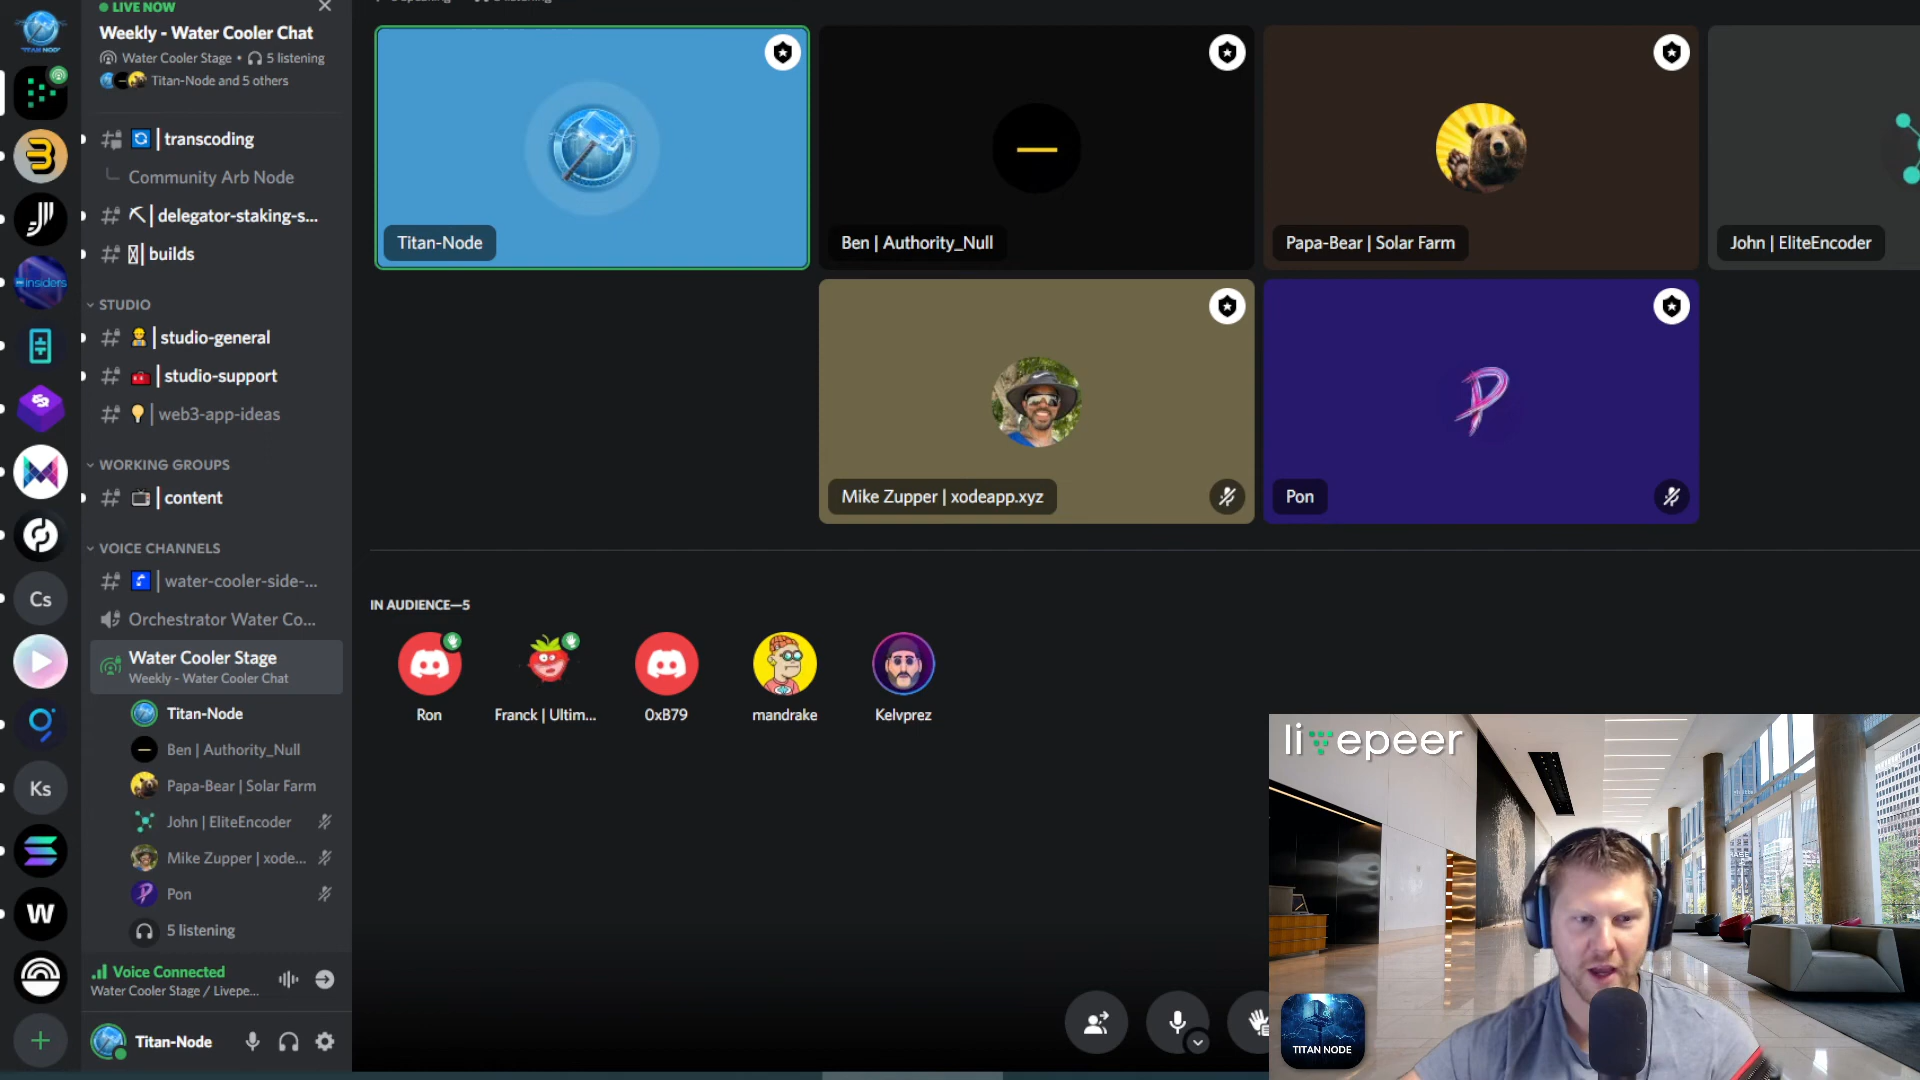 LIVE NOW
Weekly - Water Cooler Chat
Water Cooler Stage • 5 listening
Titan-Node and 5 others
transcoding
Community Arb Node
delegator-staking-s...
builds
STUDIO
studio-general
studio-support
web3-app-ideas
WORKING GROUPS
content
VOICE CHANNELS
water-cooler-side-...
Orchestrator Water Co...
Water Cooler Stage
Weekly - Water Cooler Chat
Titan-Node
Ben | Authority_Null
Papa-Bear | Solar Farm
John | EliteEncoder
Mike Zupper | xode...
Pon
5 listening
Voice Connected
Water Cooler Stage / Livepe...
Titan-Node
TITAN NODE
insiders
Cs
Ks
W
Titan-Node
Ben | Authority_Null
Papa-Bear | Solar Farm
John | EliteEncoder
Mike Zupper | xodeapp.xyz
P
Pon
IN AUDIENCE—5
Ron
Franck | Ultim...
0xB79
mandrake
Kelvprez
livepeer
TITAN NODE